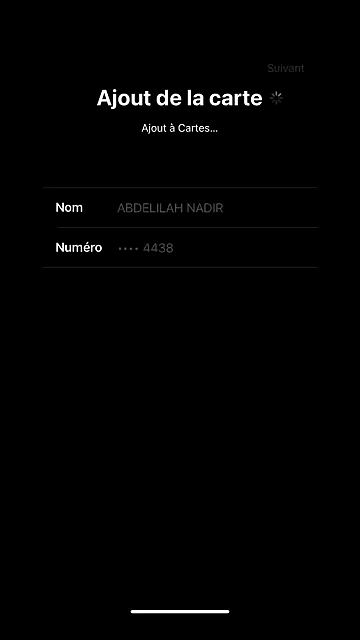 Suivant
Ajout de la carte
Ajout à Cartes...
Nom ABDELILAH NADIR
Numéro •••• 4438